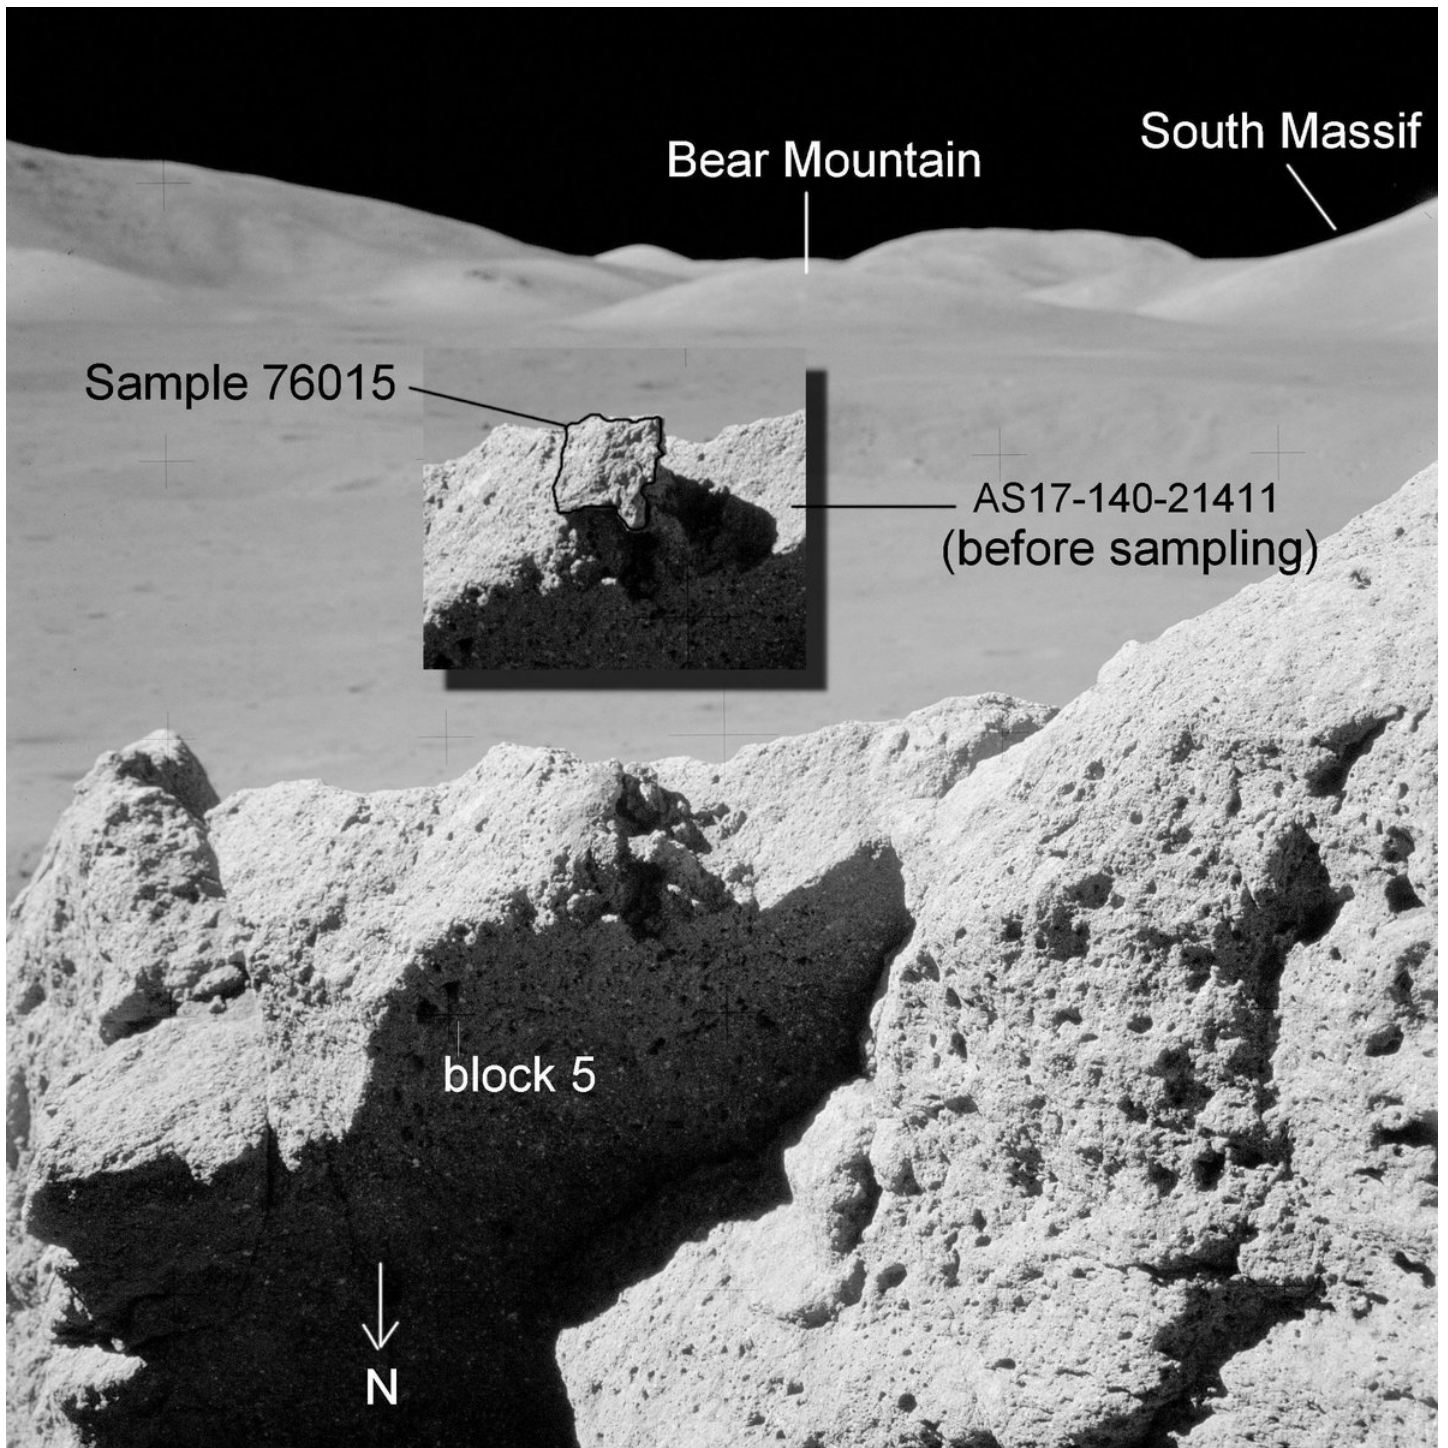 South Massif
Bear Mountain
Sample 76015
AS17-140-21411
(before sampling)
block 5
N